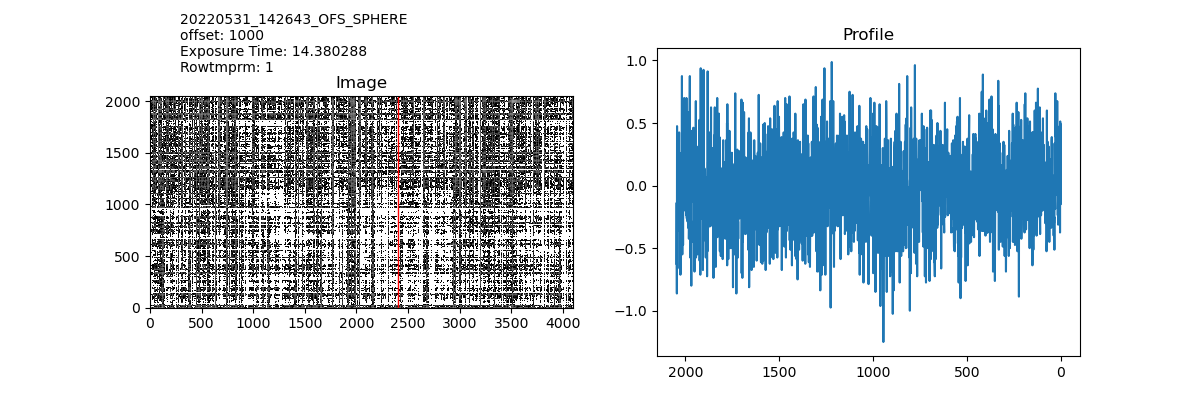 20220531_142643_OFS_SPHERE
offset: 1000
Exposure Time: 14.380288
Rowtmprm: 1
Image
2000
1500
1000
500
0
0 500 1000 1500 2000 2500 3000 3500 4000
Profile
1.0
0.5
0.0
−0.5
−1.0
2000 1500 1000 500 0